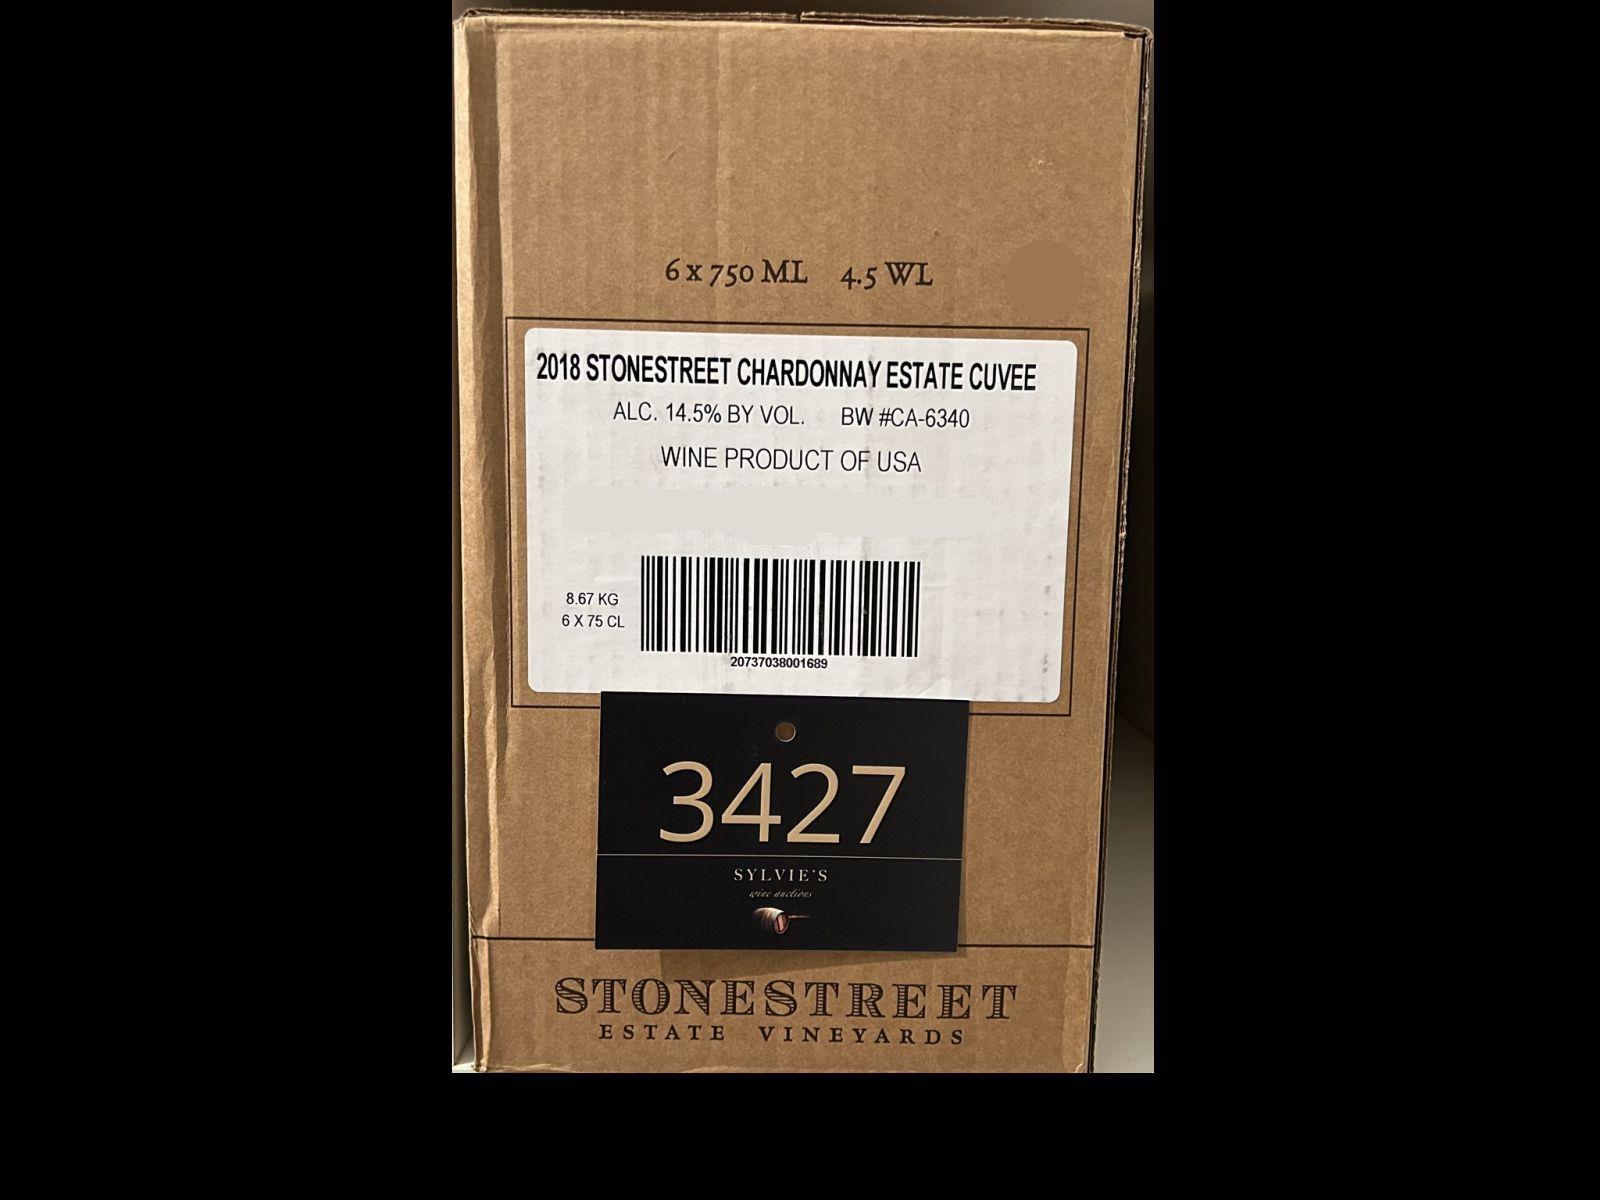 6 x 750 ML 4.5 WL
2018 STONESTREET CHARDONNAY ESTATE CUVEE
ALC. 14.5% BY VOL. BW #CA-6340
WINE PRODUCT OF USA
8.67 KG
6 X 75 CL
20737038001689
3427
SYLVIE'S
wine auctions
STONESTREET
ESTATE VINEYARDS